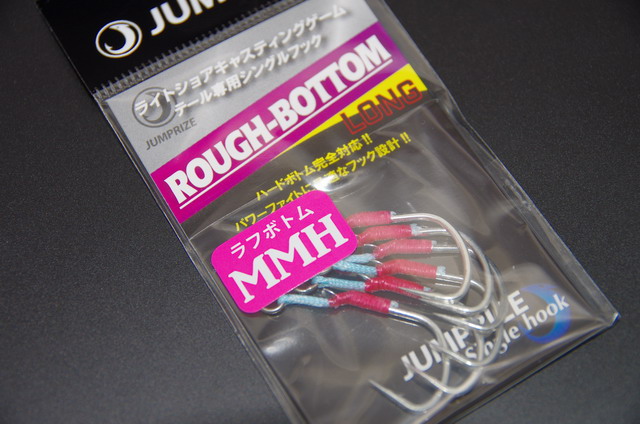 JUMPRIZE
ライトショアキャスティングゲーム
テール専用シングルフック
JUMPRIZE
ROUGH-BOTTOM
LONG
ハードボトム完全対応!!
パワーファイトに なフック設計!!
ラフボトム
MMH
JUMPRIZE
Single hook